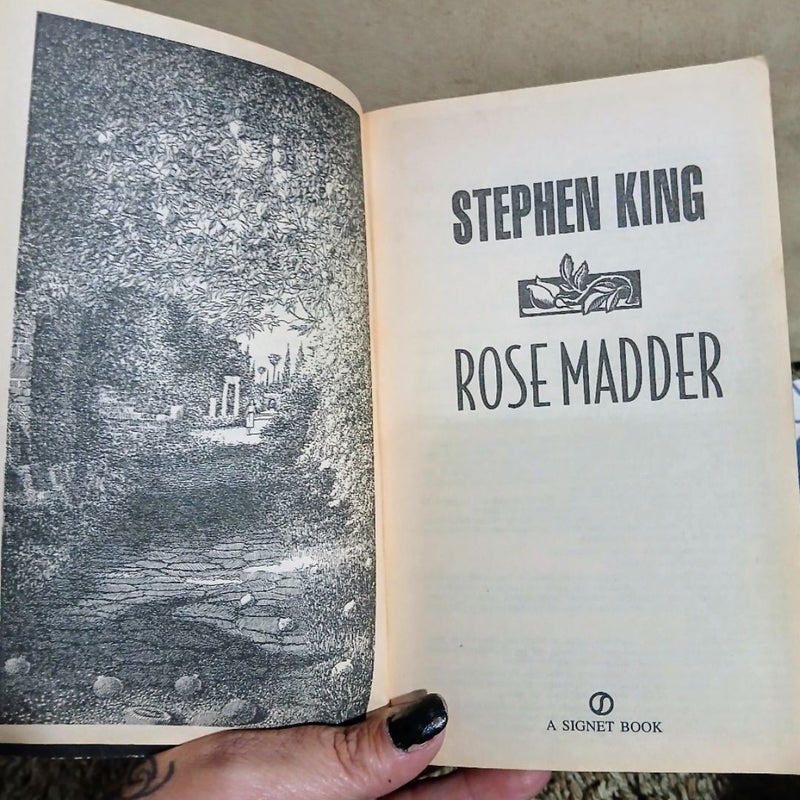 STEPHEN KING
ROSE MADDER
A SIGNET BOOK